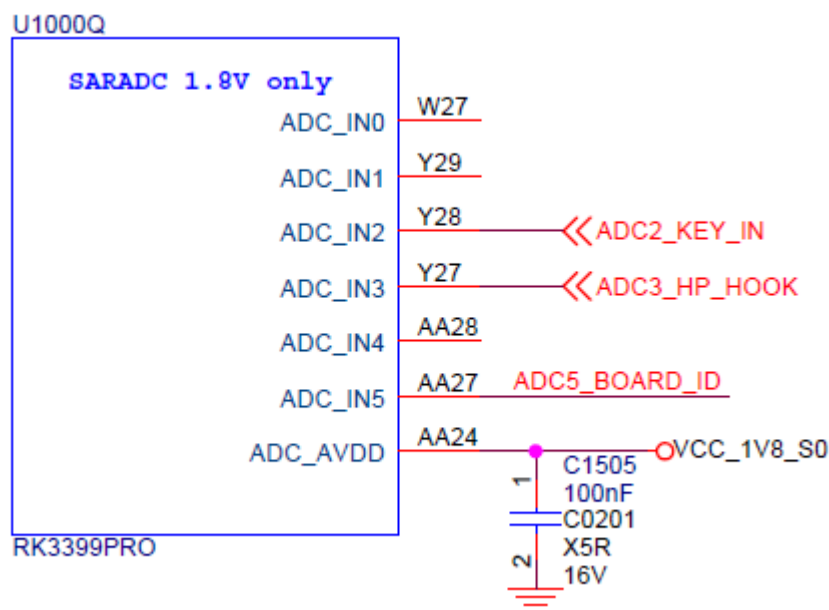 U1000Q
SARADC 1.8V only
ADC_IN0 W27
ADC_IN1 Y29
ADC_IN2 Y28 ADC2_KEY_IN
ADC_IN3 Y27 ADC3_HP_HOOK
ADC_IN4 AA28
ADC_IN5 AA27 ADC5_BOARD_ID
ADC_AVDD AA24 VCC_1V8_S0
1
C1505
100nF
C0201
X5R
2
16V
RK3399PRO